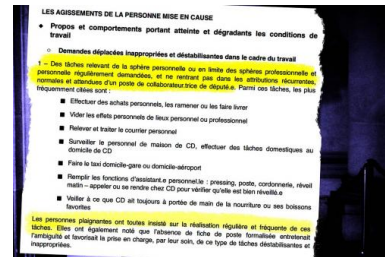 LES AGISSEMENTS DE LA PERSONNE MISE EN CAUSE
♦ Propos et comportements portant atteinte et dégradants les conditions de
travail
○ Demandes déplacées inappropriées et déstabilisantes dans le cadre du travail
1 – Des tâches relevant de la sphère personnelle ou en limite des sphères professionnelle et
personnelle régulièrement demandées, et ne rentrant pas dans les attributions récurrentes,
normales et attendues d'un poste de collaborateur.trice de député.e. Parmi ces tâches, les plus
fréquemment citées sont :
■ Effectuer des achats personnels, les ramener ou les faire livrer
■ Vider les effets personnels de lieux personnel ou professionnel
■ Relever et traiter le courrier personnel
■ Surveiller le personnel de maison de CD, effectuer des tâches domestiques au
domicile de CD
■ Faire le taxi domicile-gare ou domicile-aéroport
■ Remplir les fonctions d'assistant.e personnel.le : pressing, poste, cordonnerie, réveil
matin – appeler ou se rendre chez CD pour vérifier qu'elle est bien réveillé.e
■ Veiller à ce que CD ait toujours à portée de main de la nourriture ou ses boissons
favorites
Les personnes plaignantes ont toutes insisté sur la réalisation régulière et fréquente de ces
tâches. Elles ont également noté que l'absence de fiche de poste formalisée entretenait
l'ambiguïté et favorisait la prise en charge, par leur soin, de ce type de tâches déstabilisantes et
inappropriées.